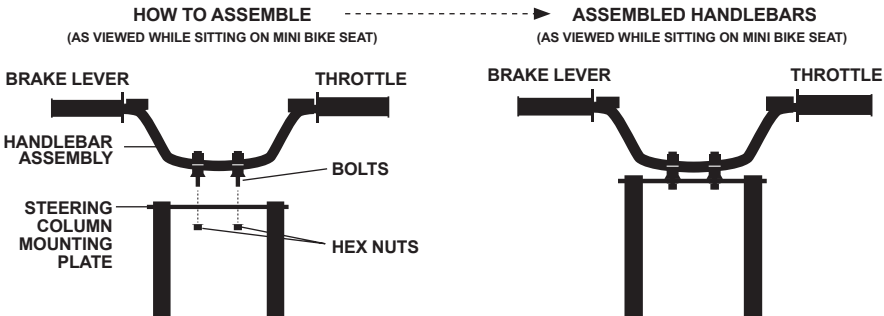 HOW TO ASSEMBLE
(AS VIEWED WHILE SITTING ON MINI BIKE SEAT)
BRAKE LEVER
THROTTLE
HANDLEBAR
ASSEMBLY
BOLTS
STEERING
COLUMN
MOUNTING
PLATE
HEX NUTS
ASSEMBLED HANDLEBARS
(AS VIEWED WHILE SITTING ON MINI BIKE SEAT)
BRAKE LEVER
THROTTLE